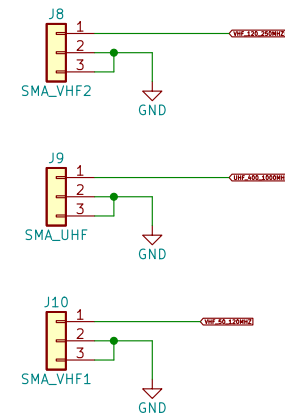 J8
1
VHF_120_250MHZ
2
3
SMA_VHF2
GND
J9
1
UHF_400_1000MH
2
3
SMA_UHF
GND
J10
1
VHF_50_120MHZ
2
3
SMA_VHF1
GND